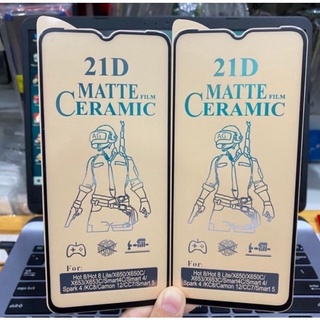 21D
MATTE FILM
CERAMIC
For:
Hot 8/Hot 8 Lite/X650/X650C/
X653/X653C/Smart4C/Smart 4/
Spark 4 /KC8/Camon 12/CC7/Smart 5
21D
MATTE FILM
CERAMIC
For:
Hot 8/Hot 8 Lite/X650/X650C/
X653/X653C/Smart4C/Smart 4/
Spark 4 /KC8/Camon 12/CC7/Smart 5